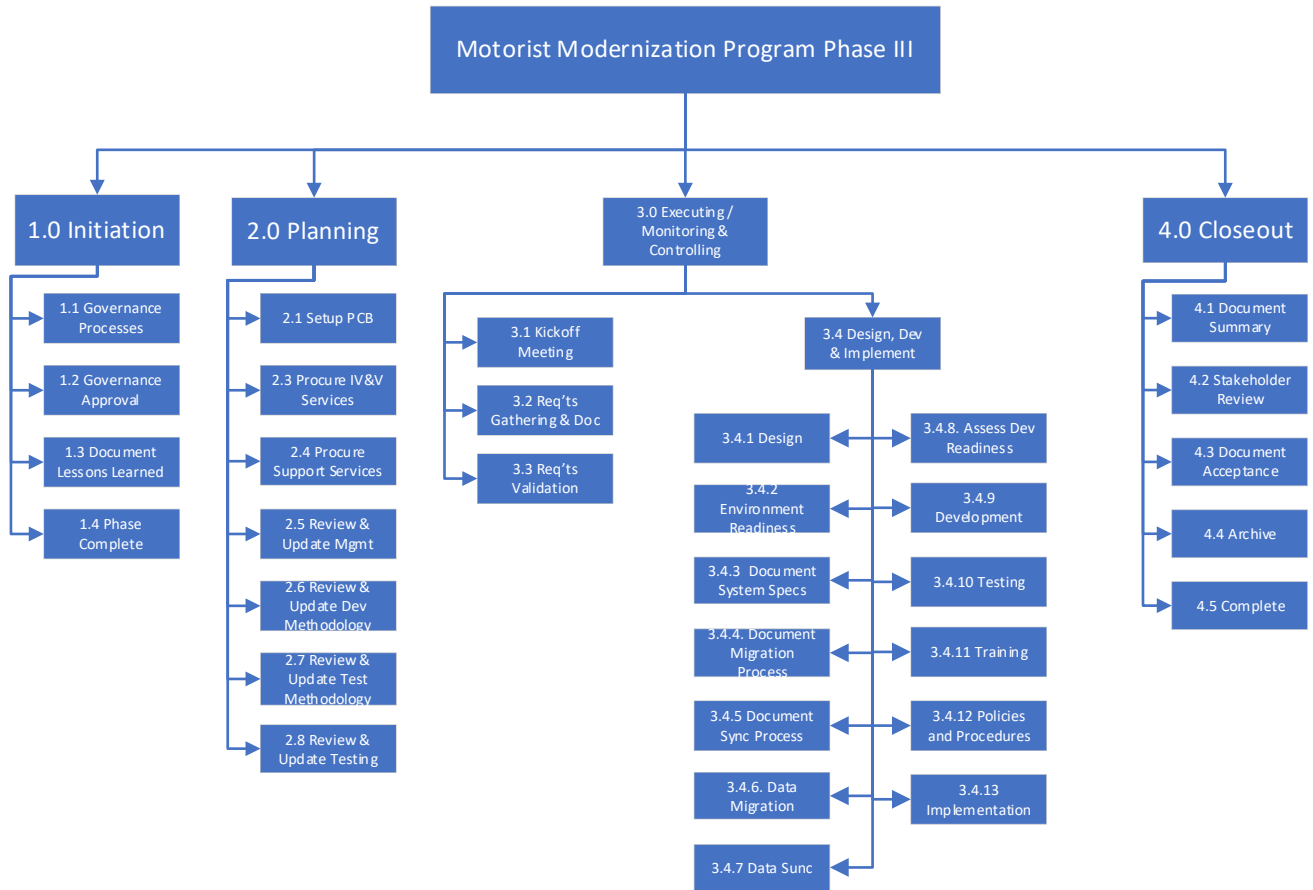 Motorist Modernization Program Phase III
1.0 Initiation
1.1 Governance
Processes
1.2 Governance
Approval
1.3 Document
Lessons Learned
1.4 Phase
Complete
2.0 Planning
2.1 Setup PCB
2.3 Procure IV&V
Services
2.4 Procure
Support Services
2.5 Review &
Update Mgmt
2.6 Review &
Update Dev
Methodology
2.7 Review &
Update Test
Methodology
2.8 Review &
Update Testing
3.0 Executing /
Monitoring &
Controlling
3.1 Kickoff
Meeting
3.2 Req’ts
Gathering & Doc
3.3 Req’ts
Validation
3.4 Design, Dev
& Implement
3.4.1 Design
3.4.2
Environment
Readiness
3.4.3 Document
System Specs
3.4.4. Document
Migration
Process
3.4.5 Document
Sync Process
3.4.6. Data
Migration
3.4.7 Data Sunc
3.4.8. Assess Dev
Readiness
3.4.9
Development
3.4.10 Testing
3.4.11 Training
3.4.12 Policies
and Procedures
3.4.13
Implementation
4.0 Closeout
4.1 Document
Summary
4.2 Stakeholder
Review
4.3 Document
Acceptance
4.4 Archive
4.5 Complete